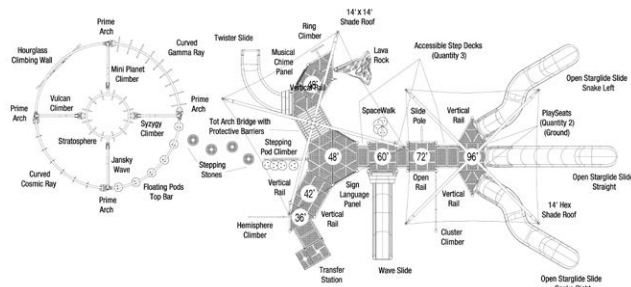 Prime
Arch
Hourglass
Climbing Wall
Curved
Gamma Ray
Mini Planet
Climber
Prime
Arch
Vulcan
Climber
Syzygy
Climber
Prime
Arch
Stratosphere
Jansky
Wave
Curved
Cosmic Ray
Prime
Arch
Floating Pods
Top Bar
Twister Slide
Ring
Climber
14' X 14'
Shade Roof
Musical
Chime
Panel
Lava
Rock
Accessible Step Decks
(Quantity 3)
48"
Vertical Rail
Tot Arch Bridge with
Protective Barriers
SpaceWalk
Slide
Pole
Vertical
Rail
Open Starglide Slide
Snake Left
PlaySeats
(Quantity 2)
(Ground)
Stepping
Stones
Stepping
Pod Climber
48"
60"
72"
96"
Open Starglide Slide
Straight
Vertical
Rail
Sign
Language
Panel
Open
Rail
Vertical
Rail
42"
Vertical
Rail
36"
14' Hex
Shade Roof
Hemisphere
Climber
Cluster
Climber
Transfer
Station
Wave Slide
Open Starglide Slide